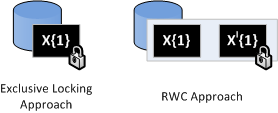 X{1}
X{1} X'{1}
Exclusive Locking
Approach
RWC Approach